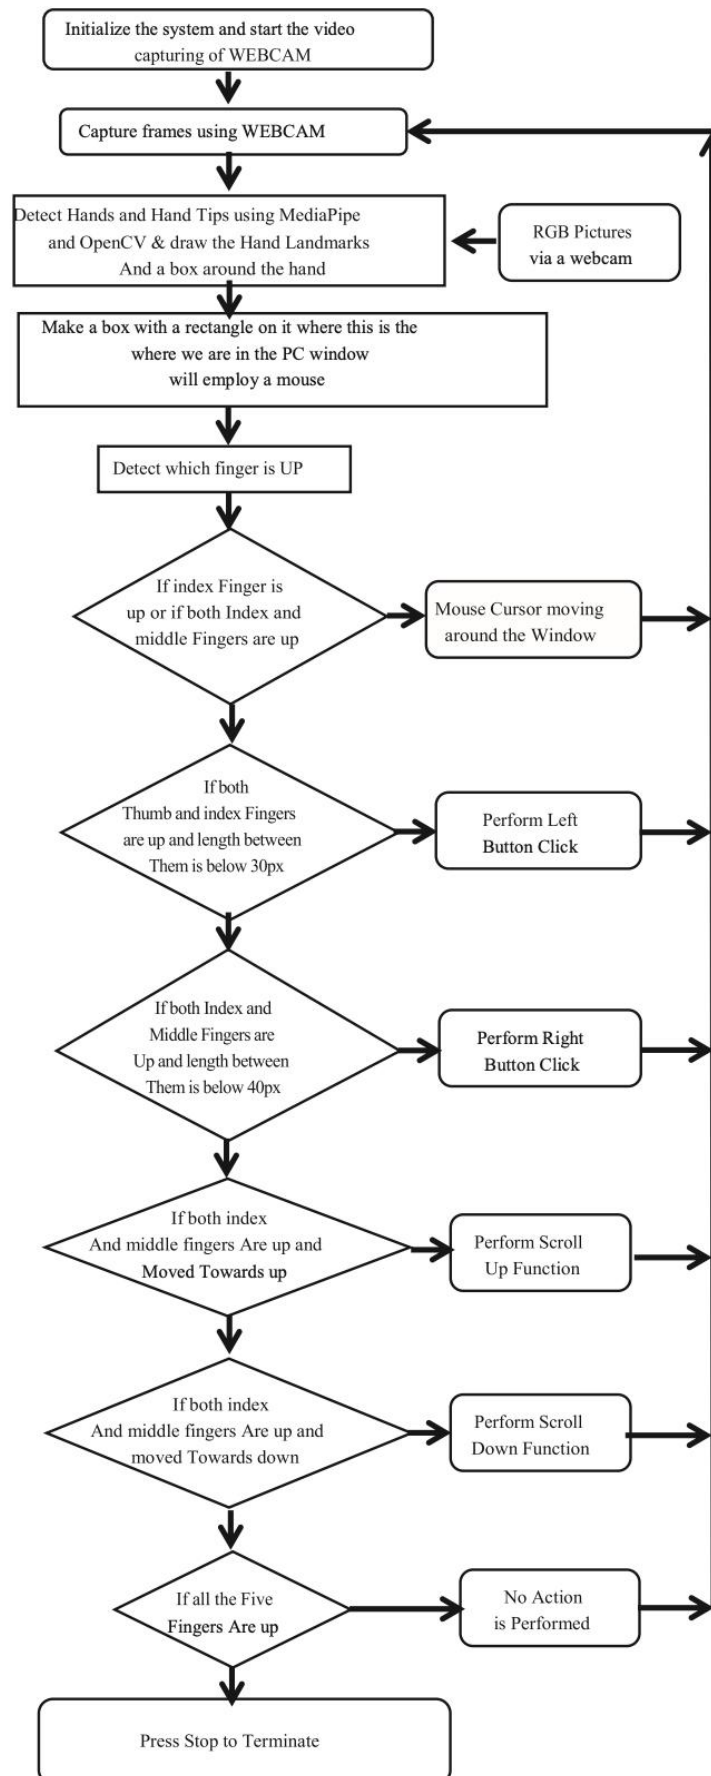 Initialize the system and start the video
capturing of WEBCAM
Capture frames using WEBCAM
Detect Hands and Hand Tips using MediaPipe
and OpenCV & draw the Hand Landmarks
And a box around the hand
RGB Pictures
via a webcam
Make a box with a rectangle on it where this is the
where we are in the PC window
will employ a mouse
Detect which finger is UP
If index Finger is
up or if both Index and
middle Fingers are up
Mouse Cursor moving
around the Window
If both
Thumb and index Fingers
are up and length between
Them is below 30px
Perform Left
Button Click
If both Index and
Middle Fingers are
Up and length between
Them is below 40px
Perform Right
Button Click
If both index
And middle fingers Are up and
Moved Towards up
Perform Scroll
Up Function
If both index
And middle fingers Are up and
moved Towards down
Perform Scroll
Down Function
If all the Five
Fingers Are up
No Action
is Performed
Press Stop to Terminate